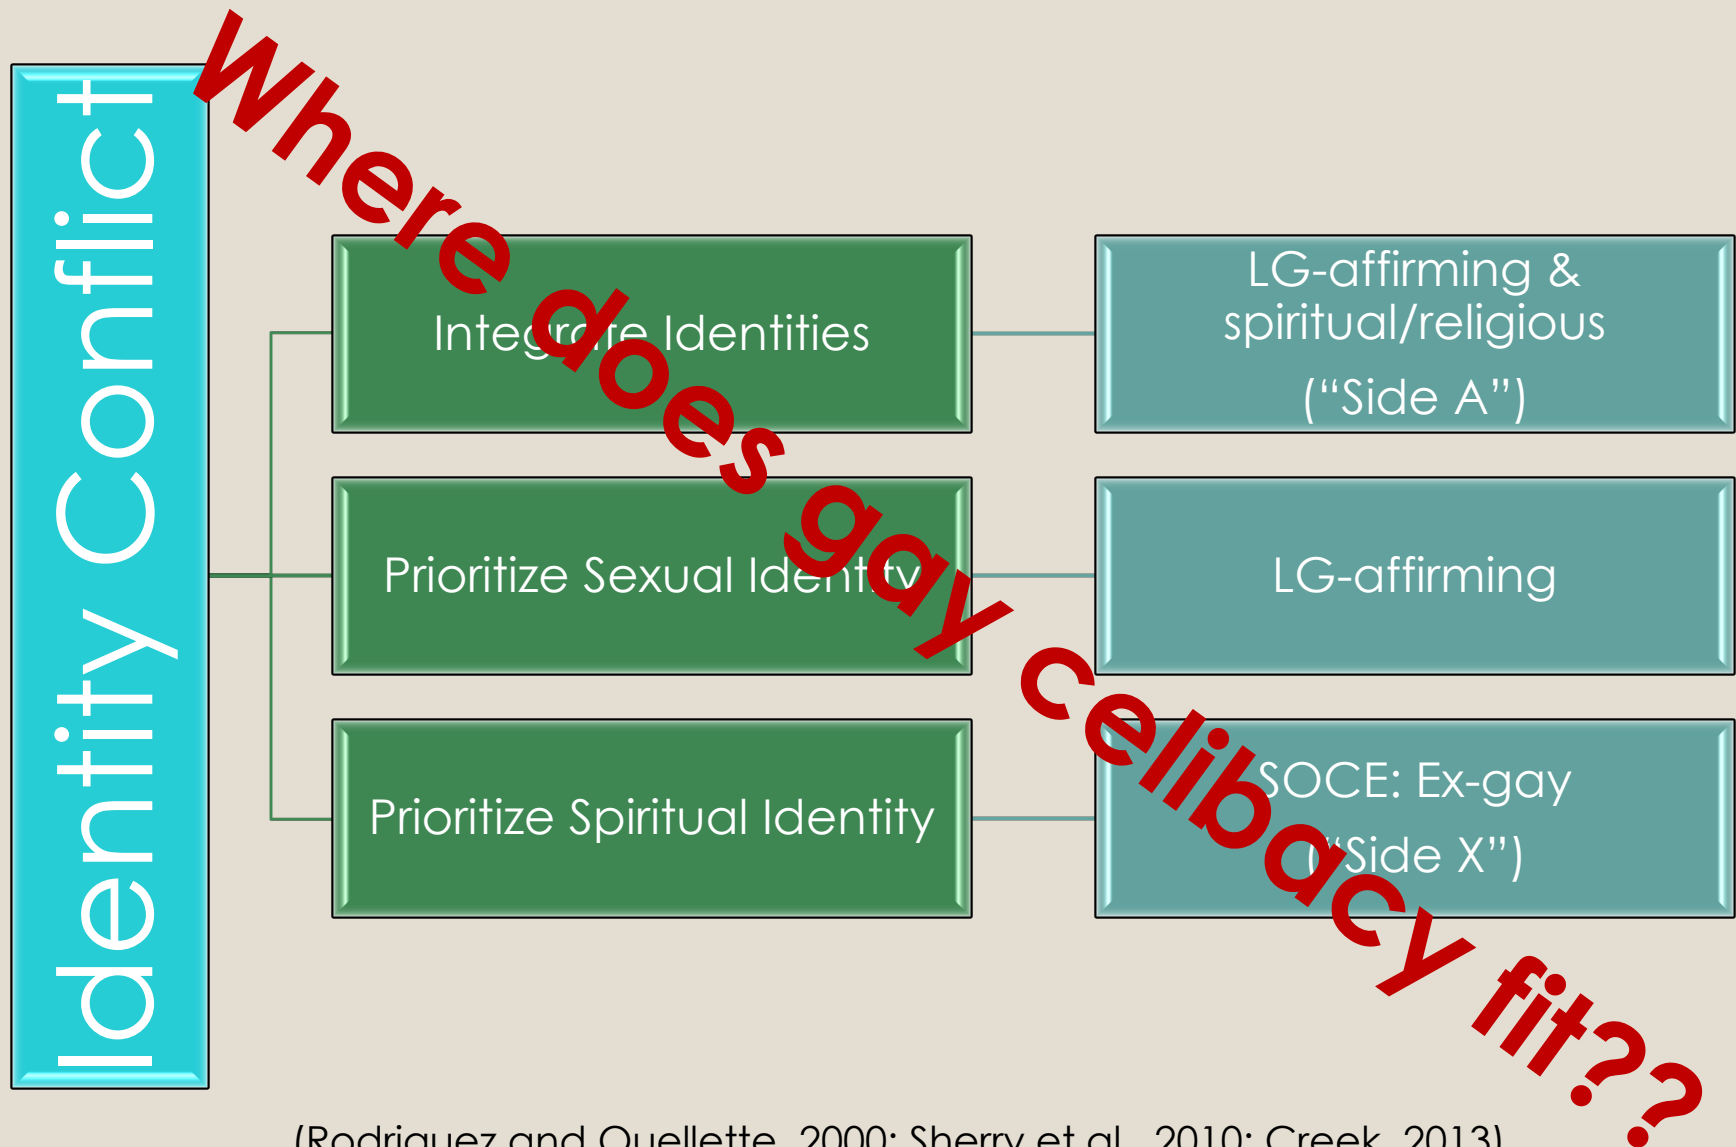 Identity Conflict
Where does gay celibacy fit??
Integrate Identities
LG-affirming &
spiritual/religious
(“Side A”)
Prioritize Sexual Identity
LG-affirming
Prioritize Spiritual Identity
SOCE: Ex-gay
(“Side X”)
(Rodriguez and Ouellette, 2000; Sherry et al., 2010; Creek, 2013)